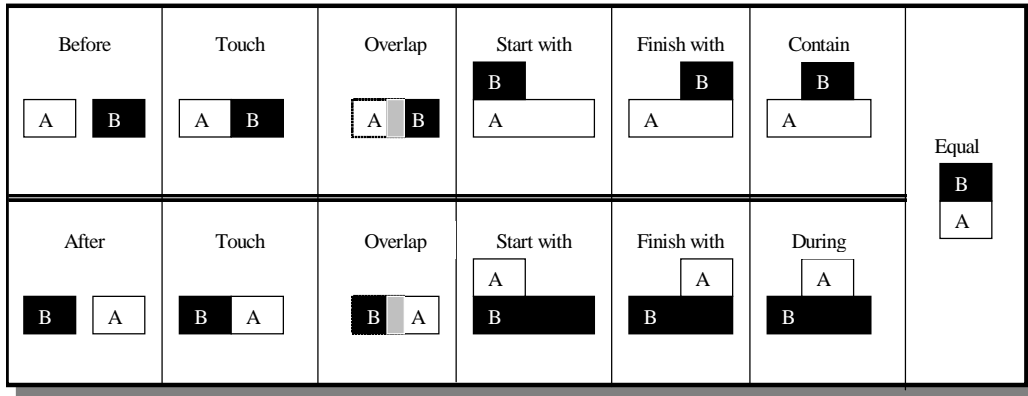 Before Touch Overlap Start with Finish with Contain
B B B
A B A B A B A A A
Equal
B
A
After Touch Overlap Start with Finish with During
A A A
B A B A B A B B B